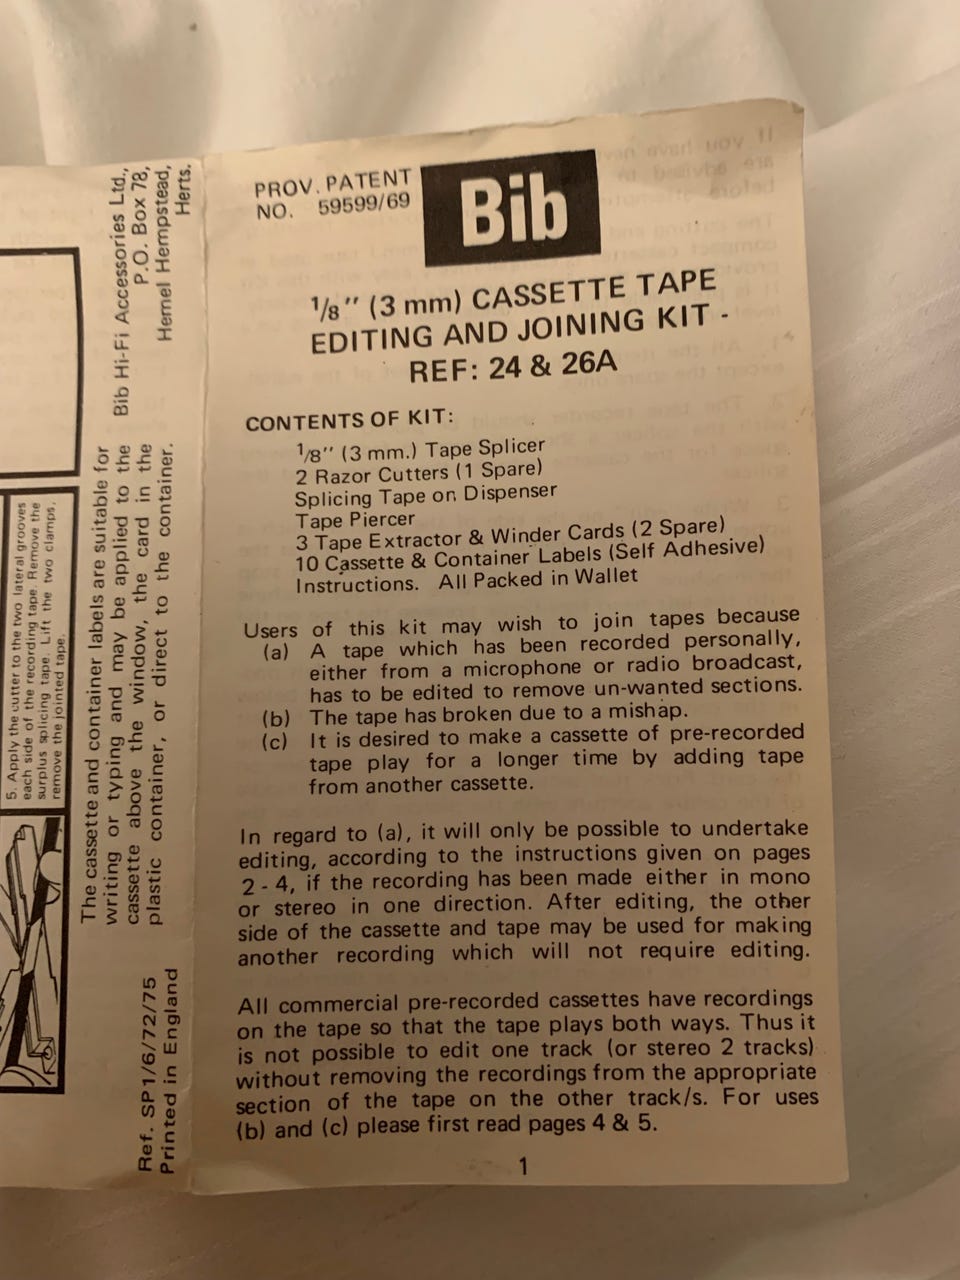 5. Apply the cutter to the two lateral grooves
each side of the recording tape. Remove the
surplus splicing tape. Lift the two clamps,
remove the jointed tape.
The cassette and container labels are suitable for
writing or typing and may be applied to the
cassette above the window, the card in the
plastic container, or direct to the container.
Bib Hi-Fi Accessories Ltd.,
P.O. Box 78,
Hemel Hempstead,
Herts.
Ref. SP1/6/72/75
Printed in England
PROV. PATENT
NO. 59599/69
Bib
1/8'' (3 mm) CASSETTE TAPE
EDITING AND JOINING KIT -
REF: 24 & 26A
CONTENTS OF KIT:
1/8'' (3 mm.) Tape Splicer
2 Razor Cutters (1 Spare)
Splicing Tape on Dispenser
Tape Piercer
3 Tape Extractor & Winder Cards (2 Spare)
10 Cassette & Container Labels (Self Adhesive)
Instructions. All Packed in Wallet
Users of this kit may wish to join tapes because
(a) A tape which has been recorded personally,
either from a microphone or radio broadcast,
has to be edited to remove un-wanted sections.
(b) The tape has broken due to a mishap.
(c) It is desired to make a cassette of pre-recorded
tape play for a longer time by adding tape
from another cassette.
In regard to (a), it will only be possible to undertake
editing, according to the instructions given on pages
2 - 4, if the recording has been made either in mono
or stereo in one direction. After editing, the other
side of the cassette and tape may be used for making
another recording which will not require editing.
All commercial pre-recorded cassettes have recordings
on the tape so that the tape plays both ways. Thus it
is not possible to edit one track (or stereo 2 tracks)
without removing the recordings from the appropriate
section of the tape on the other track/s. For uses
(b) and (c) please first read pages 4 & 5.
1